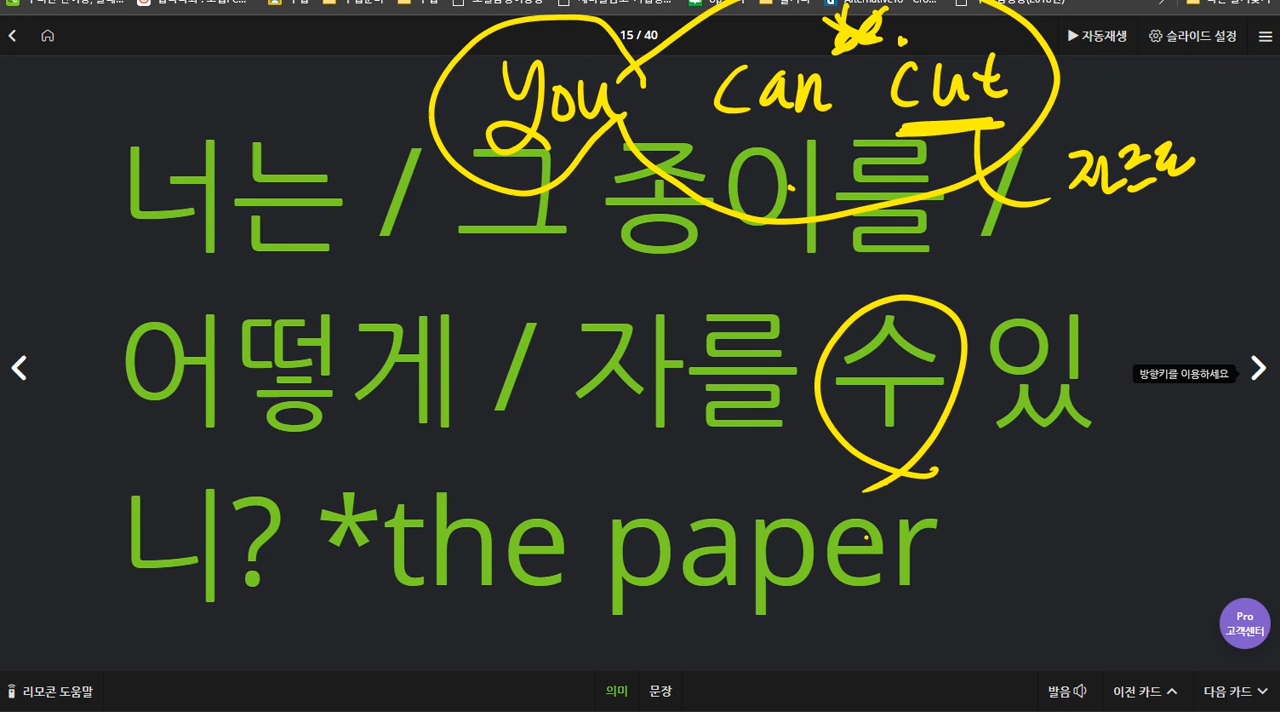 15 / 40
자동재생
슬라이드 설정
you can cut
너는 / 그 종이를 /
어떻게 / 자를 수 있
방향키를 이용하세요
니? *the paper
Pro
고객센터
리모콘 도움말
의미
문장
발음
이전 카드
다음 카드